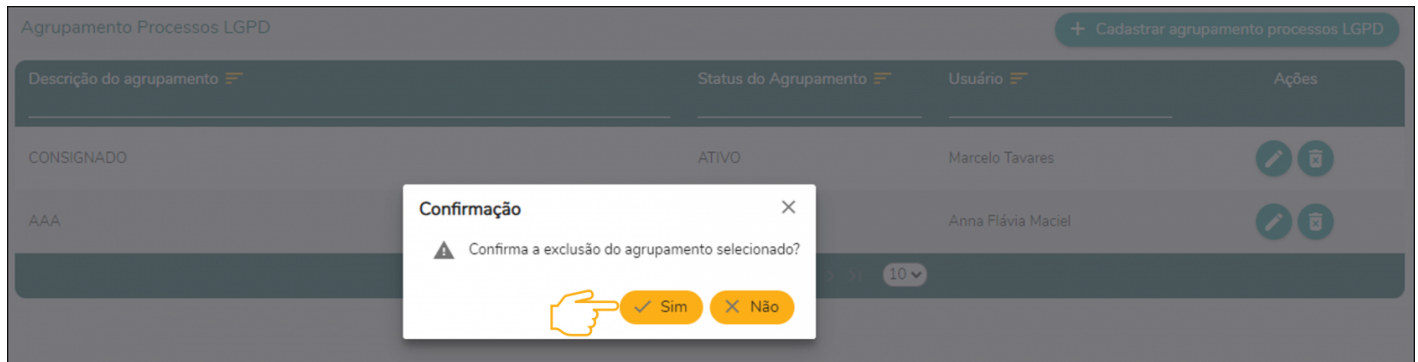 Agrupamento Processos LGPD
+ Cadastrar agrupamento processos LGPD
Descrição do agrupamento
Status do Agrupamento
Usuário
Ações
CONSIGNADO
ATIVO
Marcelo Tavares
AAA
Anna Flávia Maciel
Confirmação
Confirma a exclusão do agrupamento selecionado?
Sim
Não
10